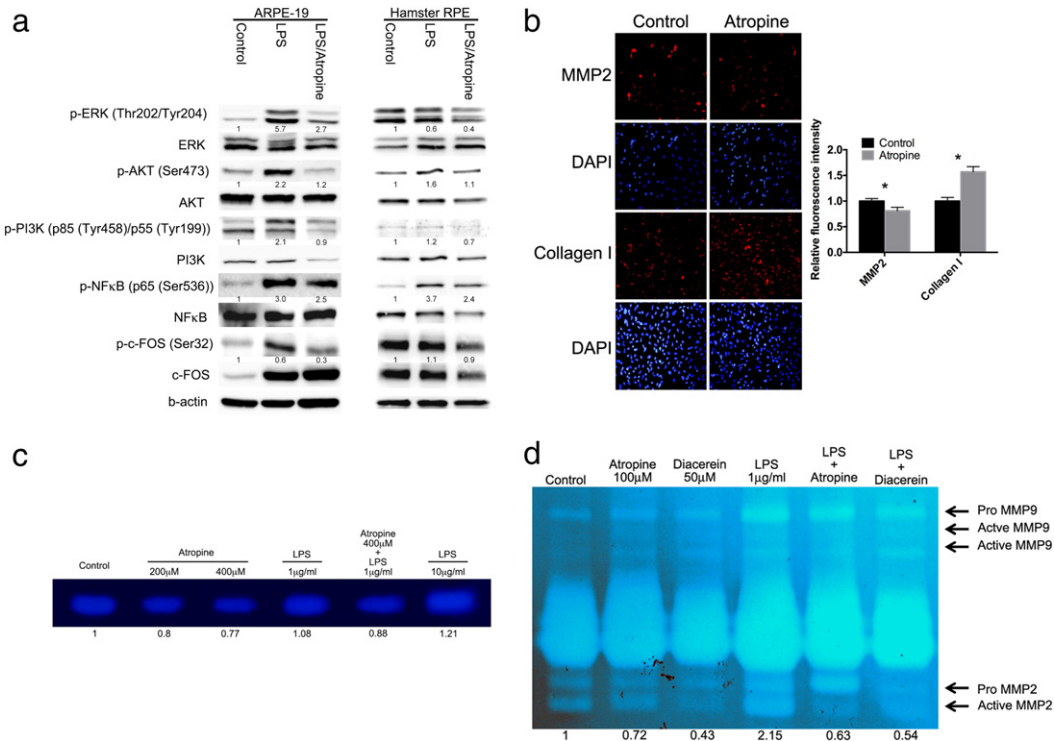 a
ARPE-19
Hamster RPE
Control
LPS
LPS/Atropine
Control
LPS
LPS/Atropine
p-ERK (Thr202/Tyr204)
1 5.7 2.7 1 0.6 0.4
ERK
p-AKT (Ser473)
1 2.2 1.2 1 1.6 1.1
AKT
p-PI3K (p85 (Tyr458)/p55 (Tyr199))
1 2.1 0.9 1 1.2 0.7
PI3K
p-NFκB (p65 (Ser536))
1 3.0 2.5 1 3.7 2.4
NFκB
p-c-FOS (Ser32)
1 0.6 0.3 1 1.1 0.9
c-FOS
b-actin
b
Control Atropine
MMP2
DAPI
Collagen I
DAPI
Relative fluorescence intensity
2.0
1.5
1.0
0.5
0.0
Control
Atropine
*
*
MMP2
Collagen I
c
Control
Atropine
200μM 400μM
LPS
1μg/ml
Atropine
400μM
+
LPS
1μg/ml
LPS
10μg/ml
1 0.8 0.77 1.08 0.88 1.21
d
Control
Atropine
100μM
Diacerein
50μM
LPS
1μg/ml
LPS
+
Atropine
LPS
+
Diacerein
Pro MMP9
Actve MMP9
Active MMP9
Pro MMP2
Active MMP2
1 0.72 0.43 2.15 0.63 0.54